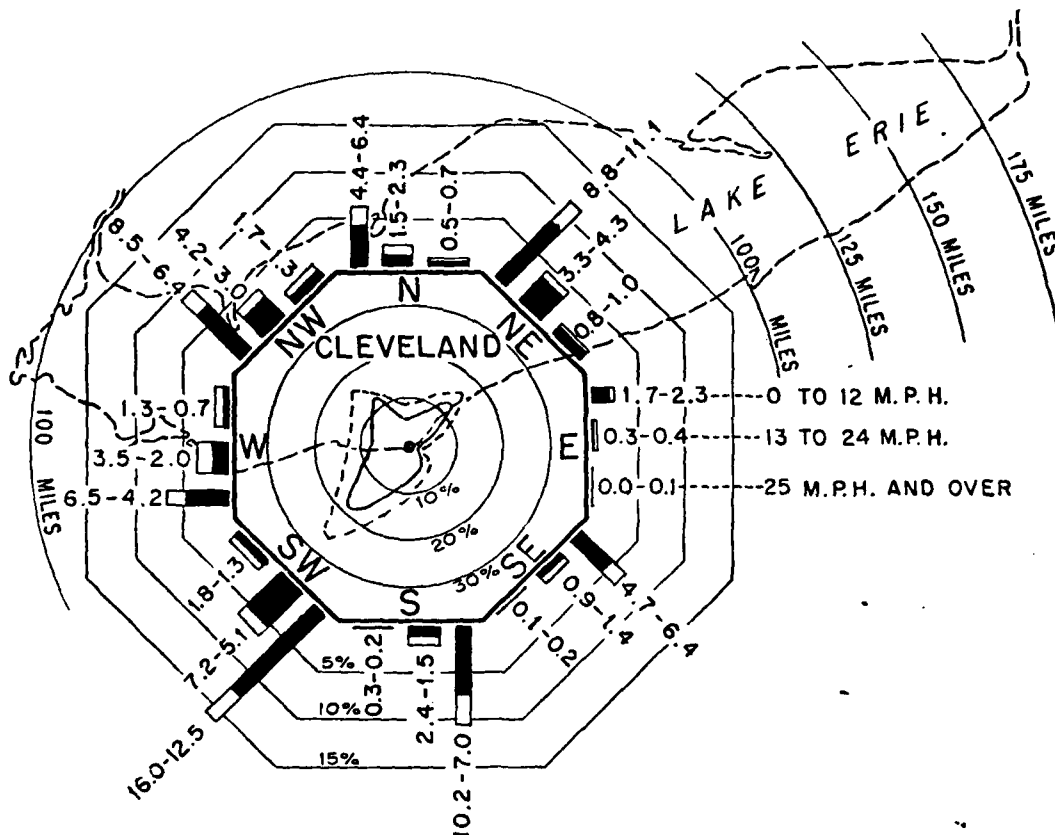 LAKE ERIE
4.4-6.4
1.5-2.3
0.5-0.7
8.8-11.1
3.3-4.3
0.8-1.0
1.7-.3
4.2-3.0
8.5-6.4
N
NE
NW
CLEVELAND
100 MILES
125 MILES
150 MILES
175 MILES
1.7-2.3-----0 TO 12 M.P.H.
W
E
1.3-0.7
0.3-0.4-----13 TO 24 M.P.H.
3.5-2.0
6.5-4.2
0.0-0.1-----25 M.P.H. AND OVER
100 MILES
10%
20%
30%
SW
S
SE
1.8-1.3
7.2-5.1
16.0-12.5
0.3-0.2
2.4-1.5
10.2-7.0
0.1-0.2
0.9-1.4
4.7-6.4
5%
10%
15%